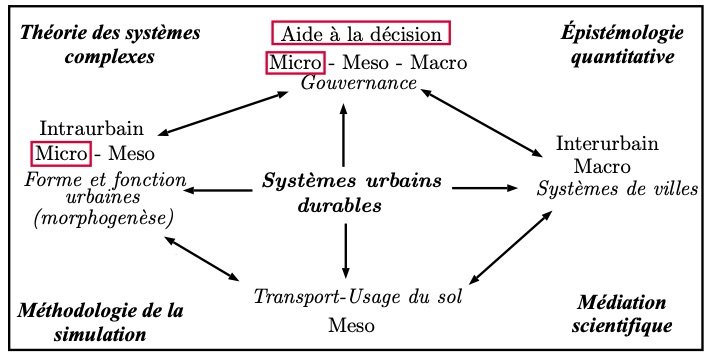 Théorie des systèmes
complexes
Aide à la décision
Micro - Meso - Macro
Gouvernance
Épistémologie
quantitative
Intraurbain
Micro - Meso
Forme et fonction
urbaines
(morphogenèse)
Systèmes urbains
durables
Interurbain
Macro
Systèmes de villes
Transport-Usage du sol
Meso
Méthodologie de la
simulation
Médiation
scientifique